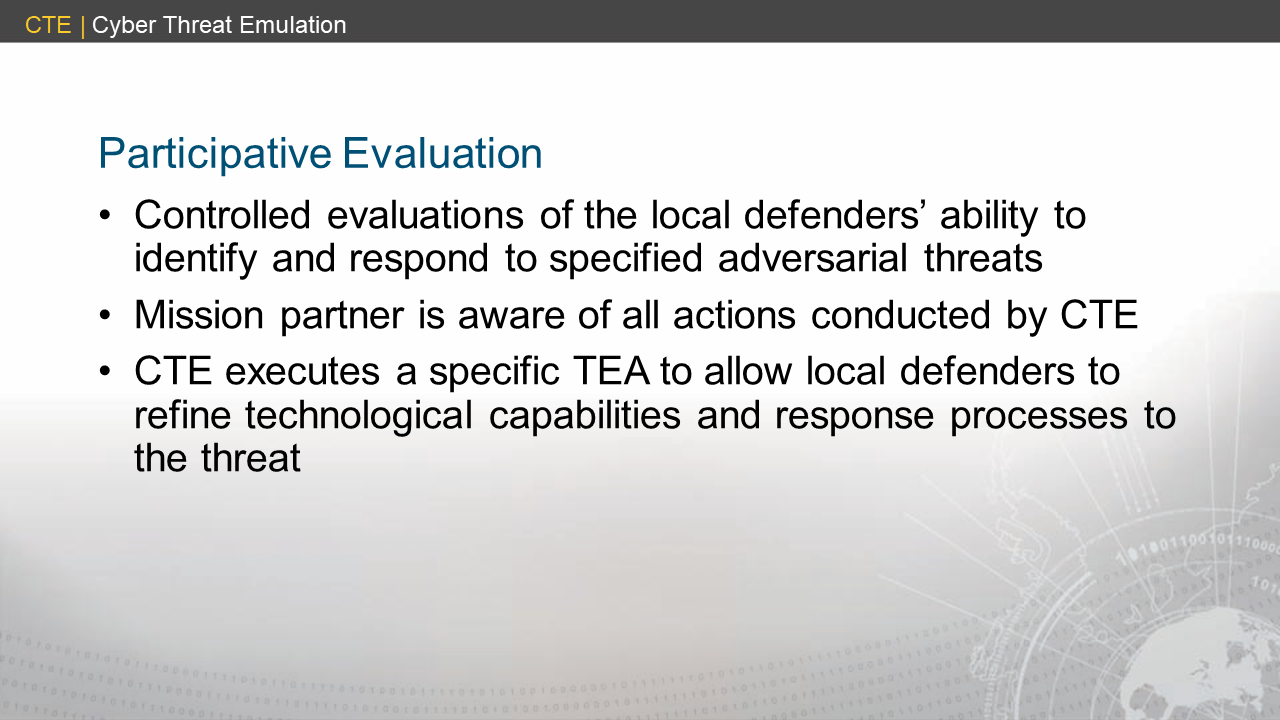 CTE | Cyber Threat Emulation
Participative Evaluation
• Controlled evaluations of the local defenders’ ability to
identify and respond to specified adversarial threats
• Mission partner is aware of all actions conducted by CTE
• CTE executes a specific TEA to allow local defenders to
refine technological capabilities and response processes to
the threat